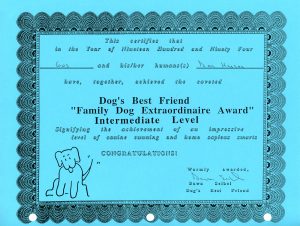 This certifies that
in the Year of Nineteen Hundred and Ninety Four
and his/her humans(s)
have, together, achieved the coveted
Dog's Best Friend
"Family Dog Extraordinaire Award"
Intermediate Level
Signifying the achievement of an impressive
level of canine cunning and homo sapiens smarts
CONGRATULATIONS!
Warmly awarded,
Dawn
Dog's Best Friend